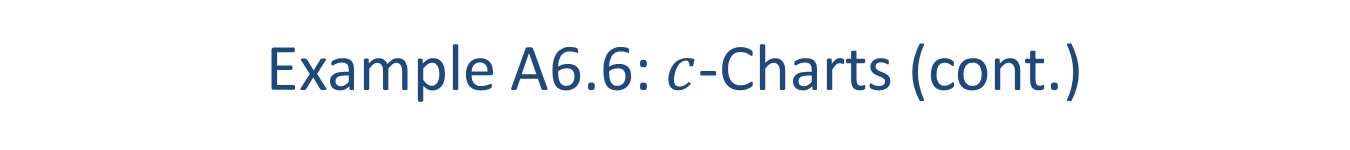 Example A6.6: 𝑐-Charts (cont.)